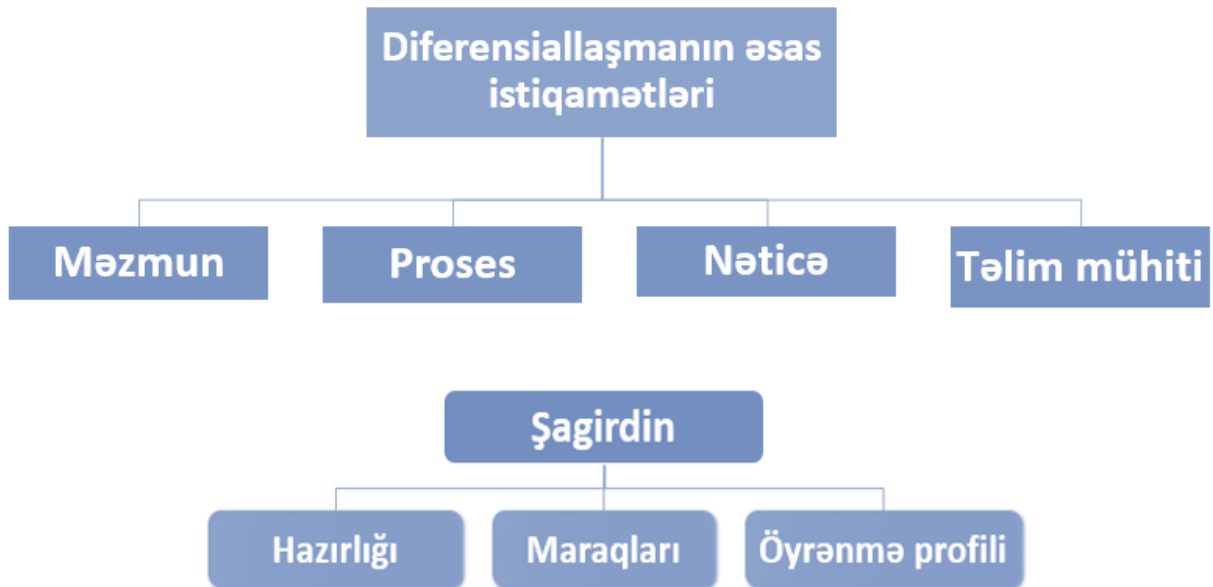 Diferensiallaşmanın əsas
istiqamətləri
Məzmun
Proses
Nəticə
Təlim mühiti
Şagirdin
Hazırlığı
Maraqları
Öyrənmə profili